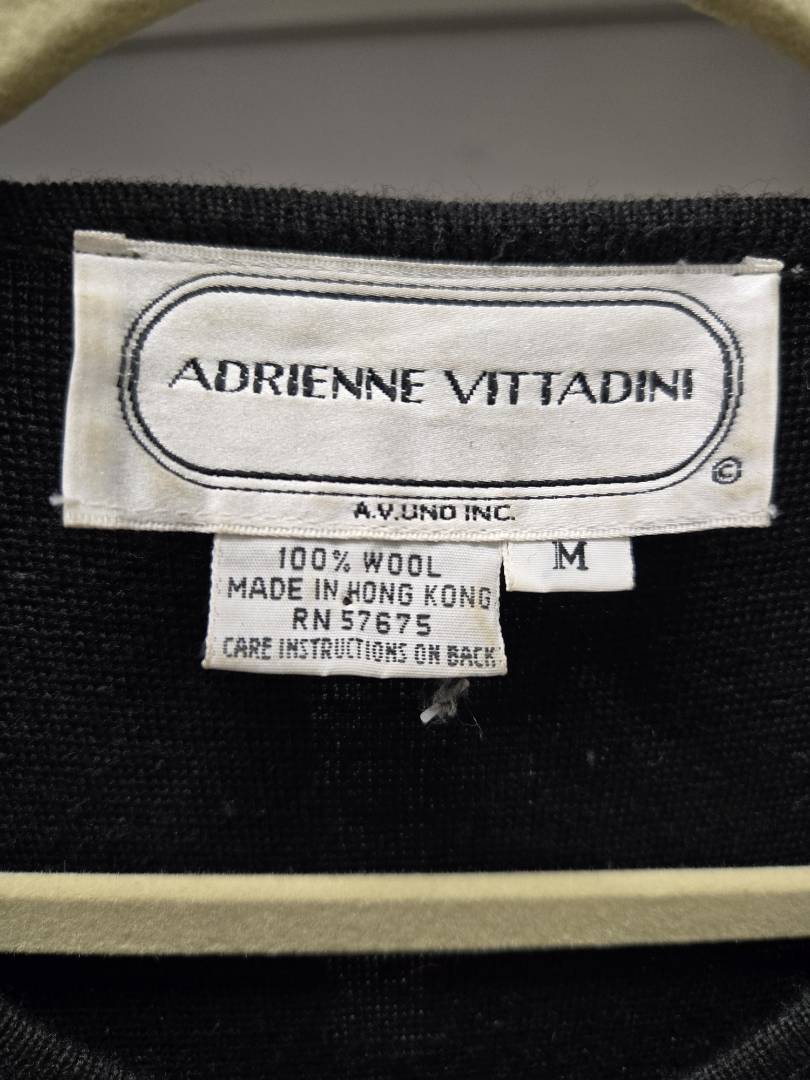 ADRIENNE VITTADINI
©
A.V.UNO INC.
M
100% WOOL
MADE IN HONG KONG
RN 57675
CARE INSTRUCTIONS ON BACK